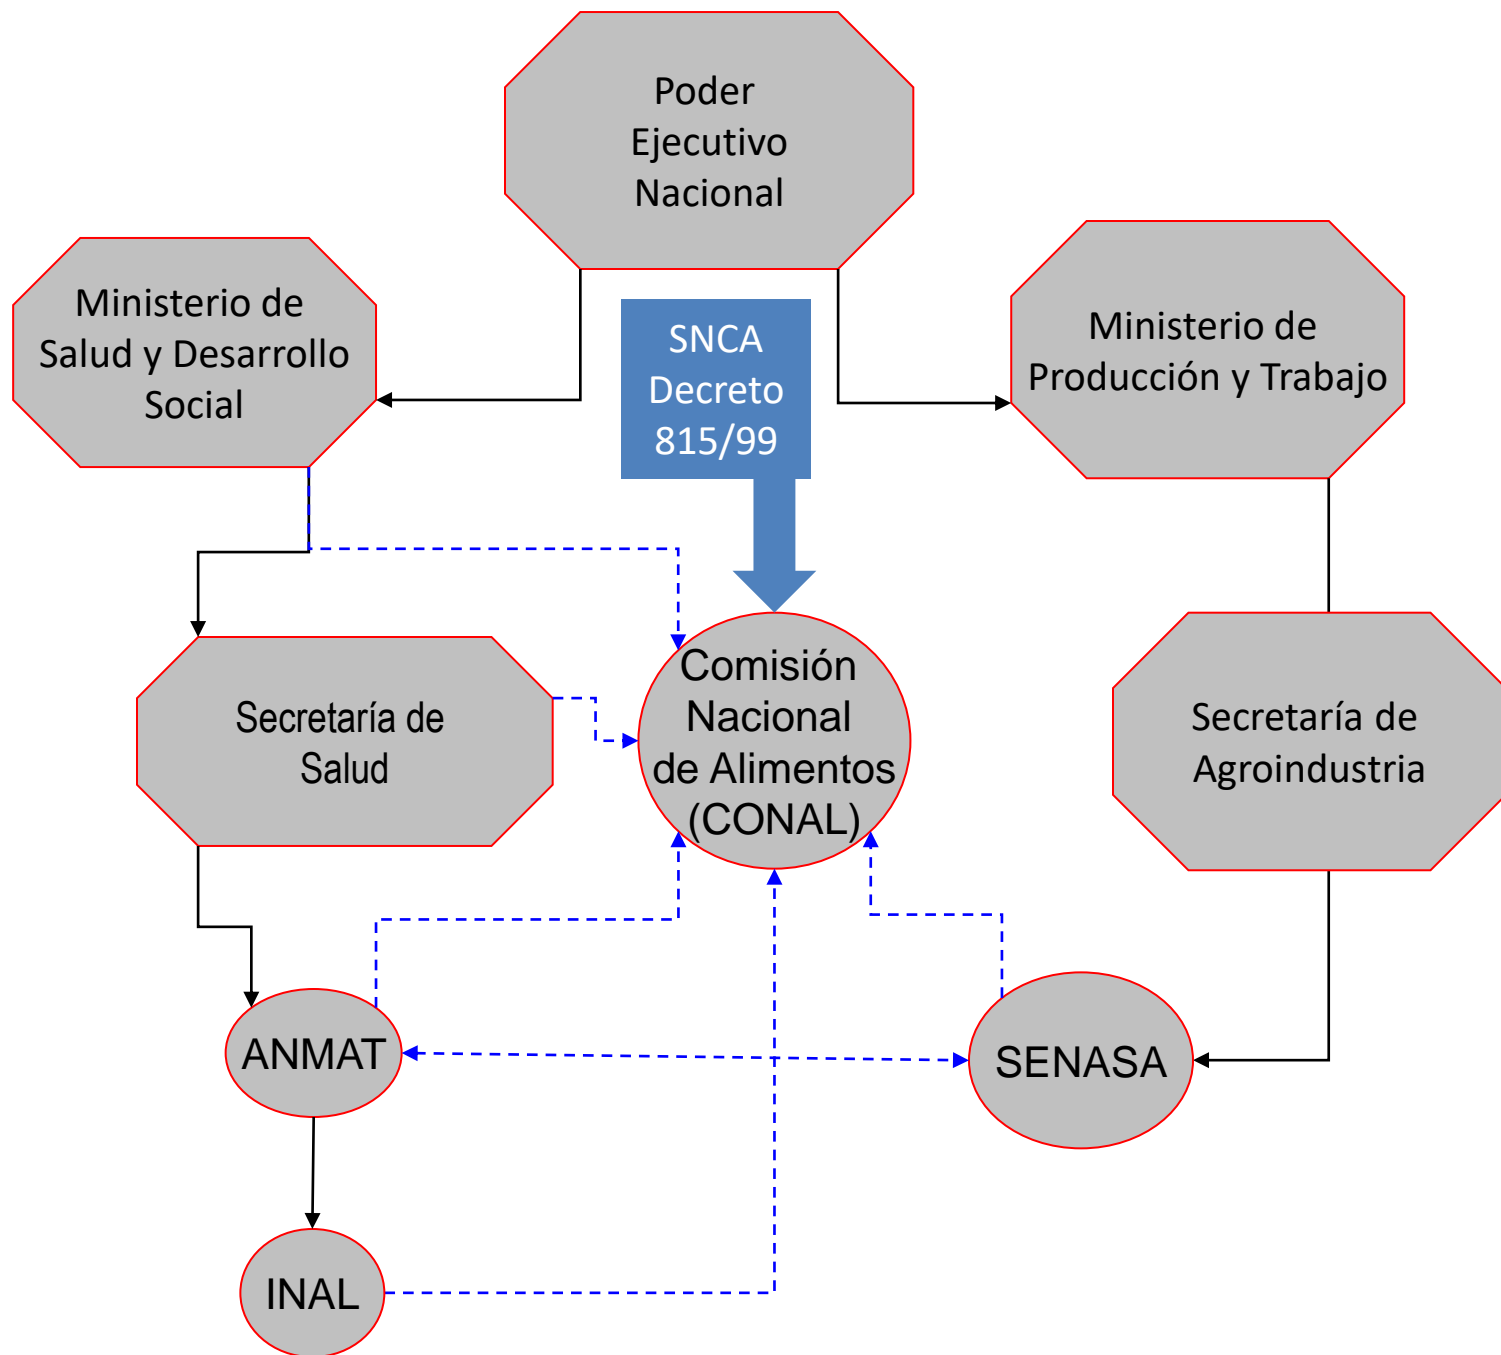 Poder
Ejecutivo
Nacional
Ministerio de
Salud y Desarrollo
Social
SNCA
Decreto
815/99
Ministerio de
Producción y Trabajo
Secretaría de
Salud
Comisión
Nacional
de Alimentos
(CONAL)
Secretaría de
Agroindustria
ANMAT
SENASA
INAL